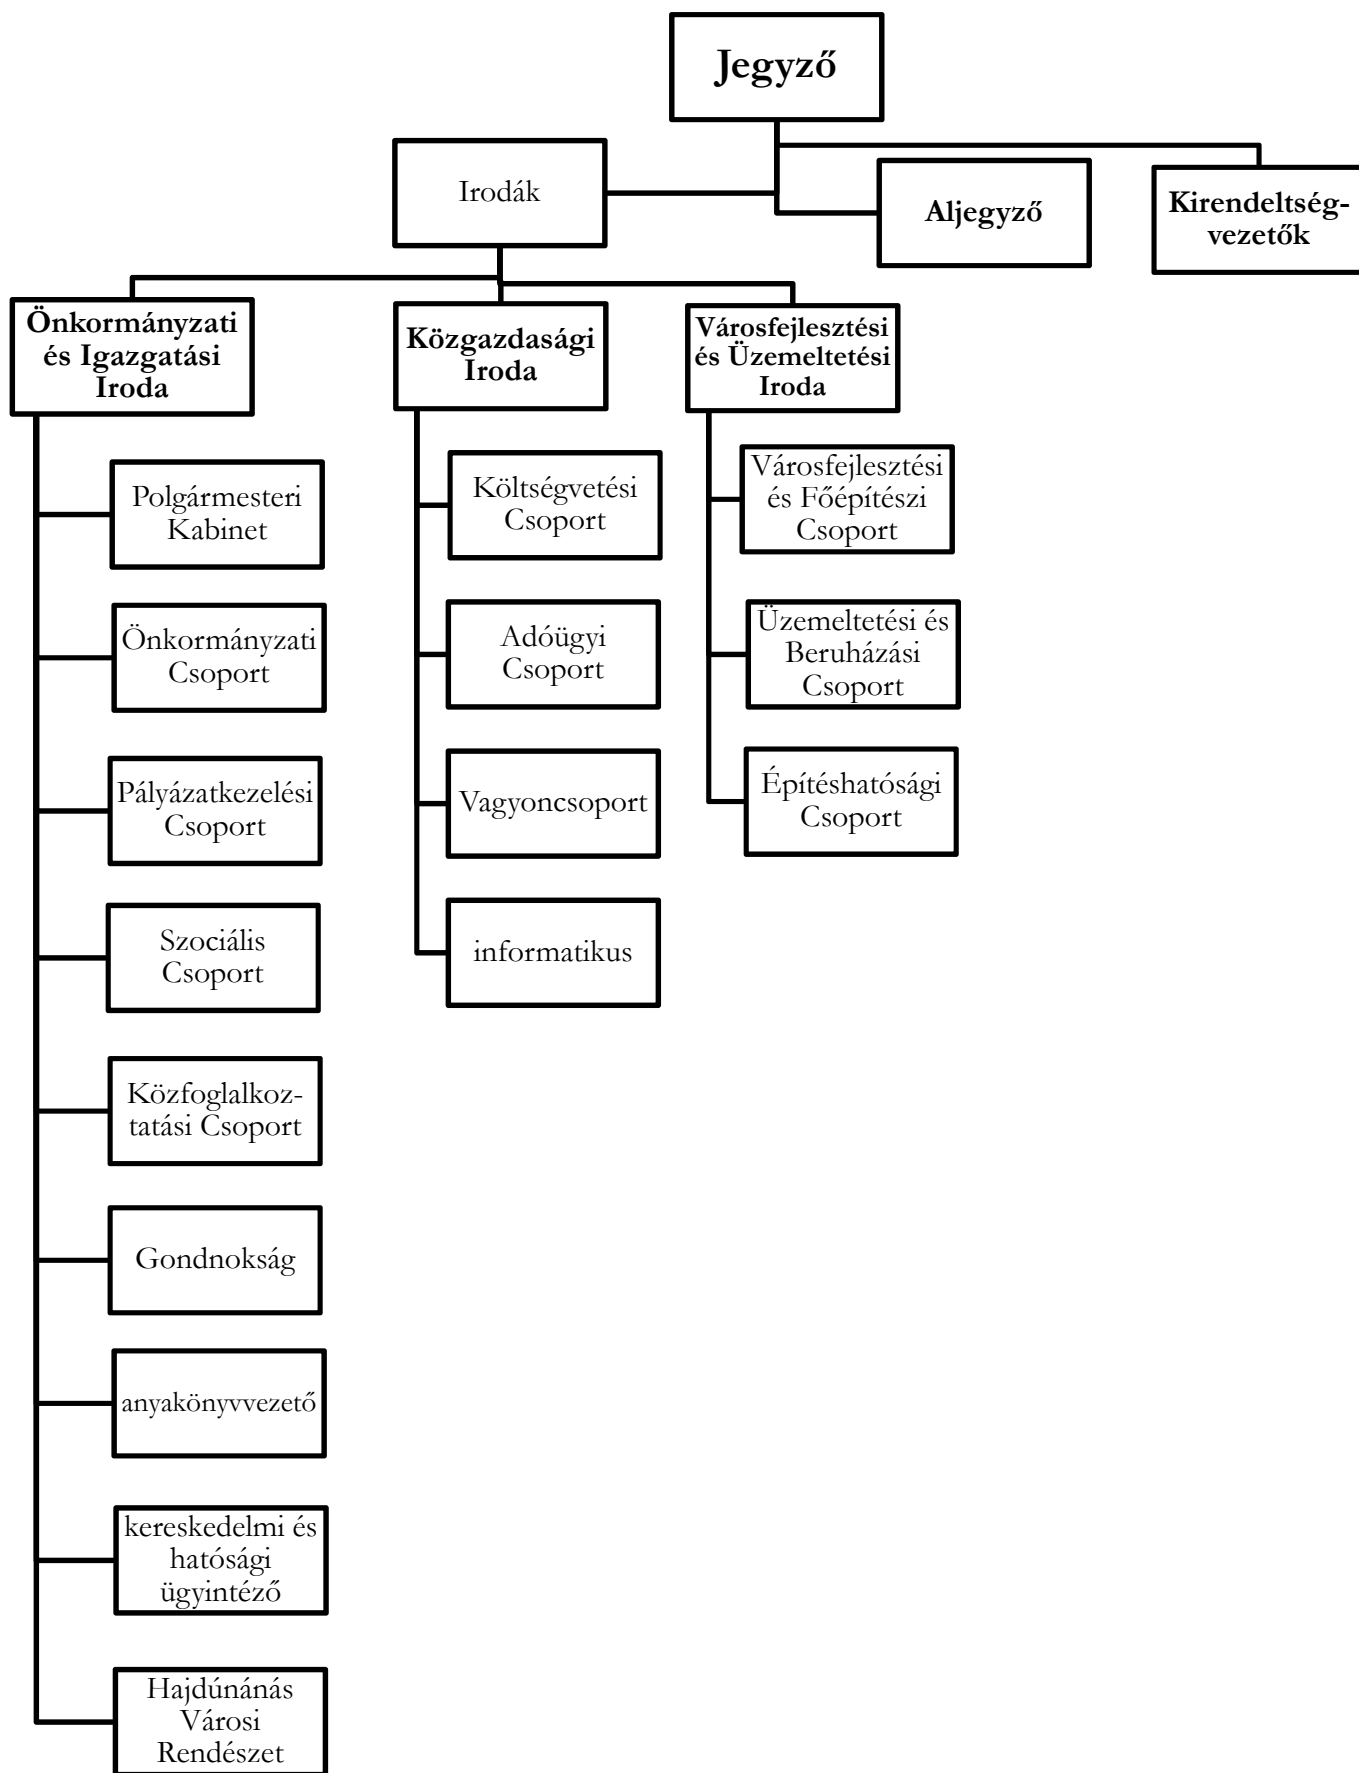 Jegyző
Irodák
Aljegyző
Kirendeltség-
vezetők
Önkormányzati
és Igazgatási
Iroda
Közgazdasági
Iroda
Városfejlesztési
és Üzemeltetési
Iroda
Polgármesteri
Kabinet
Önkormányzati
Csoport
Pályázatkezelési
Csoport
Szociális
Csoport
Közfoglalkoz-
tatási Csoport
Gondnokság
anyakönyvvezető
kereskedelmi és
hatósági
ügyintéző
Hajdúnánás
Városi
Rendészet
Költségvetési
Csoport
Adóügyi
Csoport
Vagyoncsoport
informatikus
Városfejlesztési
és Főépítészi
Csoport
Üzemeltetési és
Beruházási
Csoport
Építéshatósági
Csoport